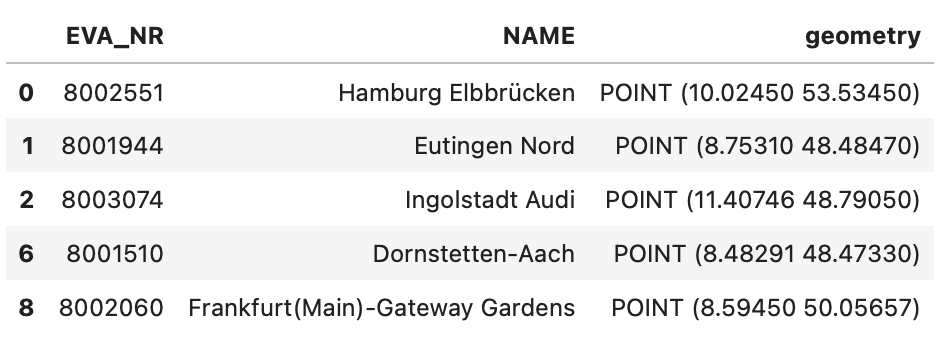 EVA_NR NAME geometry
0 8002551 Hamburg Elbbrücken POINT (10.02450 53.53450)
1 8001944 Eutingen Nord POINT (8.75310 48.48470)
2 8003074 Ingolstadt Audi POINT (11.40746 48.79050)
6 8001510 Dornstetten-Aach POINT (8.48291 48.47330)
8 8002060 Frankfurt(Main)-Gateway Gardens POINT (8.59450 50.05657)